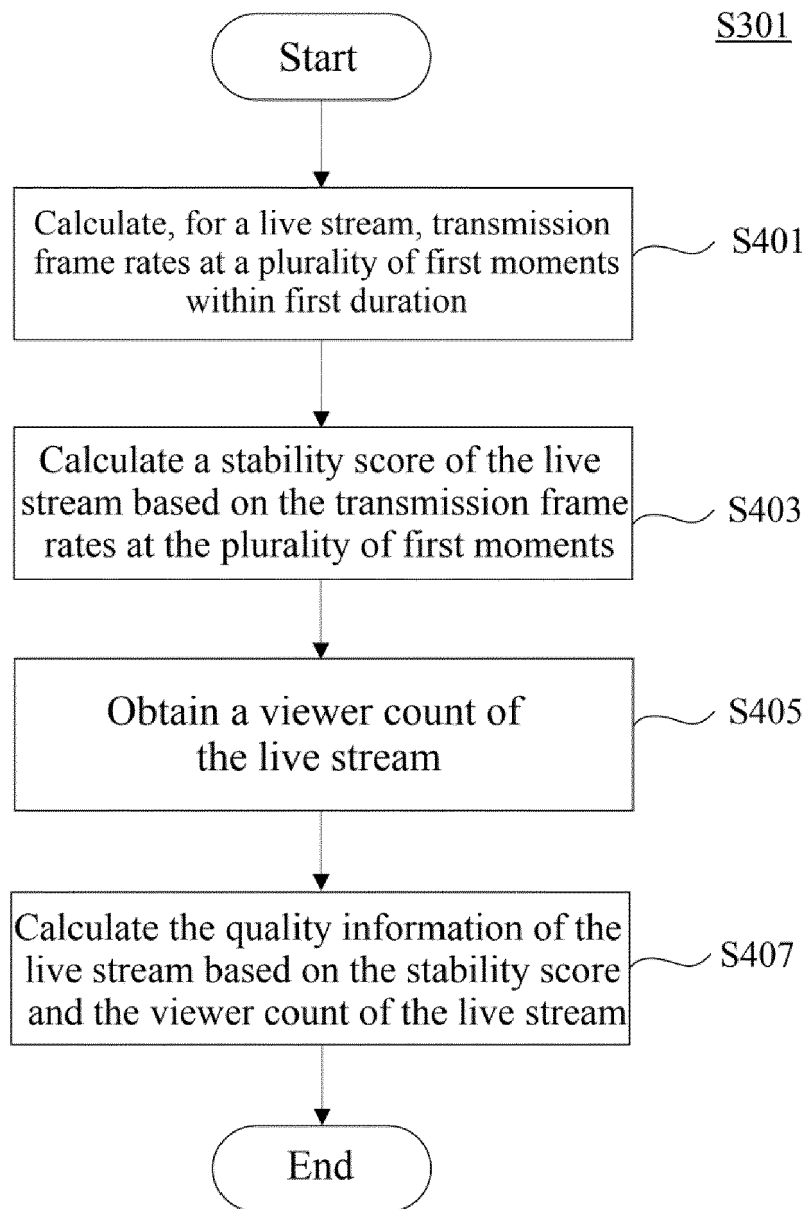 S301
Start
Calculate, for a live stream, transmission
frame rates at a plurality of first moments
within first duration
S401
Calculate a stability score of the live
stream based on the transmission frame
rates at the plurality of first moments
S403
Obtain a viewer count of
the live stream
S405
Calculate the quality information of the
live stream based on the stability score
and the viewer count of the live stream
S407
End